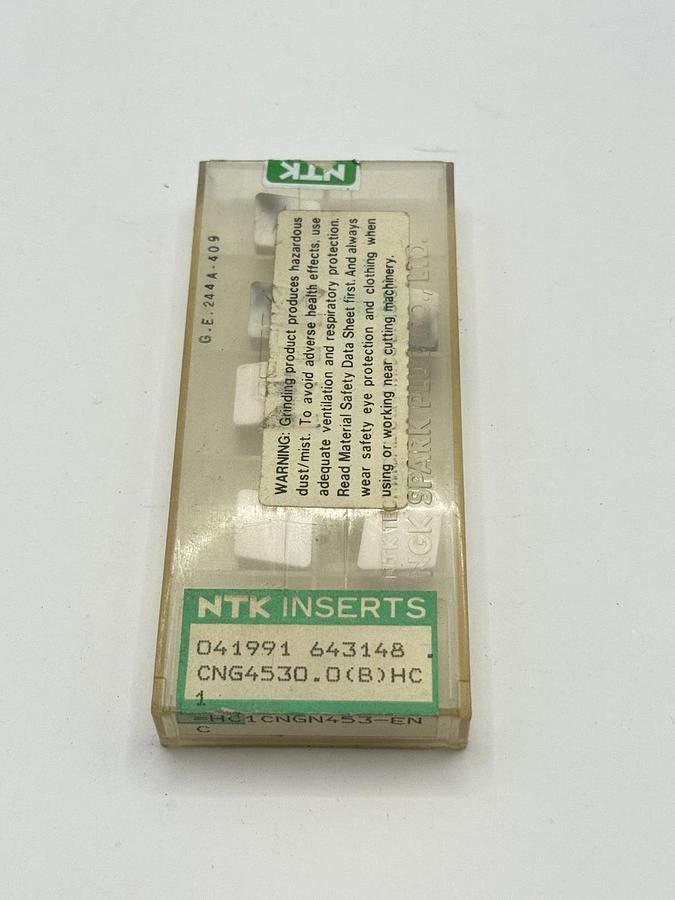 NTK
G.E. 244A-409
WARNING: Grinding product produces hazardous
dust/mist. To avoid adverse health effects, use
adequate ventilation and respiratory protection.
Read Material Safety Data Sheet first. And always
wear safety eye protection and clothing when
using or working near cutting machinery.
NTK
NGK SPARK PLUG CO., LTD.
NTK INSERTS
041991 643148 .
CNG4530.0(B)HC
1
=HC1CNGN453-EN
C